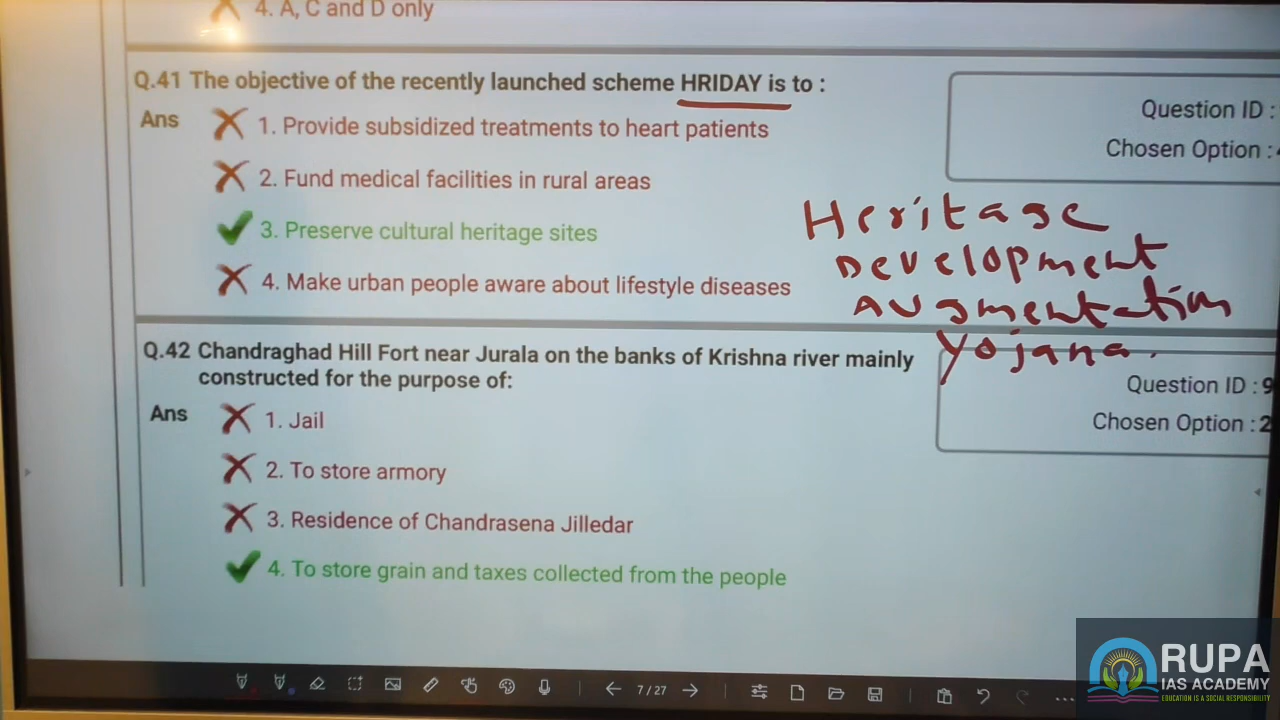 4. A, C and D only
Q.41 The objective of the recently launched scheme HRIDAY is to :
Ans
1. Provide subsidized treatments to heart patients
2. Fund medical facilities in rural areas
3. Preserve cultural heritage sites
4. Make urban people aware about lifestyle diseases
Question ID :
Chosen Option :
Heritage
Development
Augmentation
Yojana.
Q.42 Chandraghad Hill Fort near Jurala on the banks of Krishna river mainly
constructed for the purpose of:
Ans
1. Jail
2. To store armory
3. Residence of Chandrasena Jilledar
4. To store grain and taxes collected from the people
Question ID : 9
Chosen Option : 2
7 / 27
RUPA
IAS ACADEMY
EDUCATION IS A SOCIAL RESPONSIBILITY